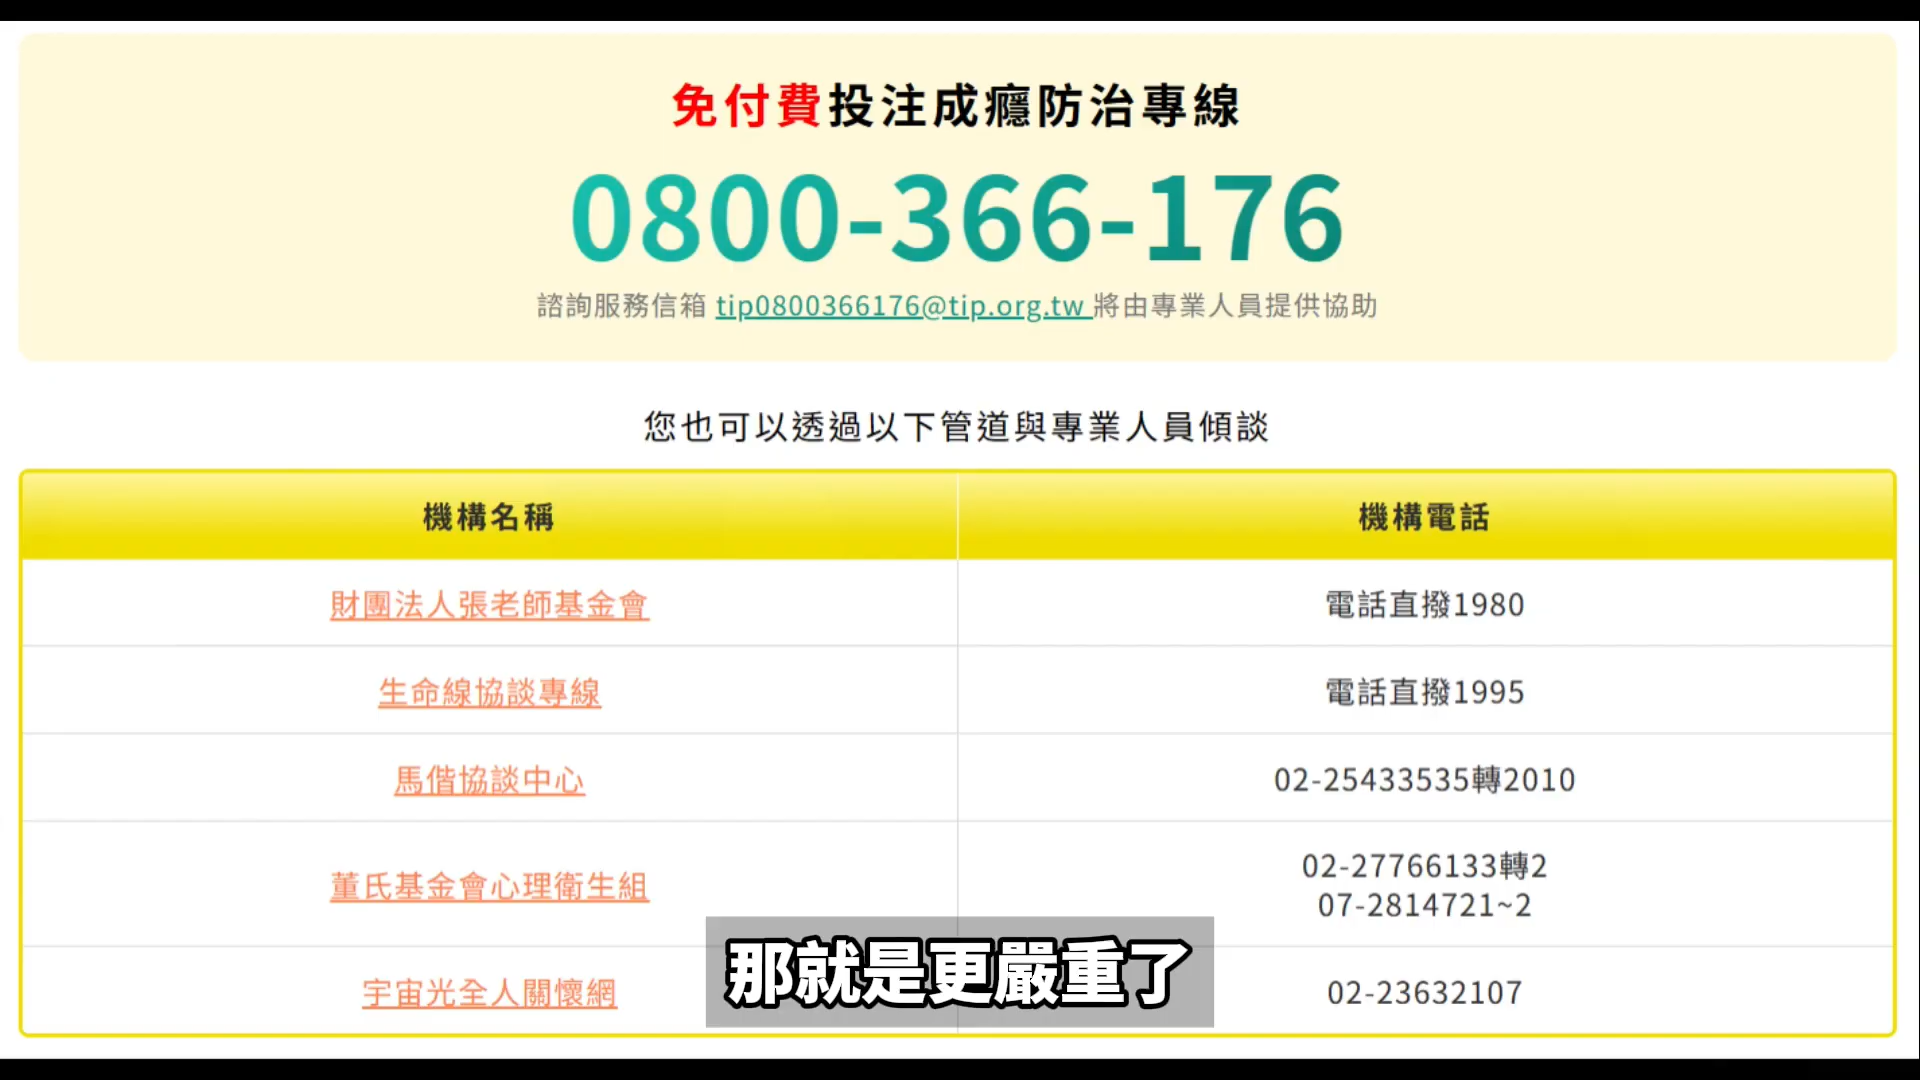 免付費投注成癮防治專線
0800-366-176
諮詢服務信箱 tip0800366176@tip.org.tw 將由專業人員提供協助
您也可以透過以下管道與專業人員傾談
機構名稱 機構電話
財團法人張老師基金會 電話直撥1980
生命線協談專線 電話直撥1995
馬偕協談中心 02-25433535轉2010
董氏基金會心理衛生組 02-27766133轉2
07-2814721~2
宇宙光全人關懷網 02-23632107
那就是更嚴重了